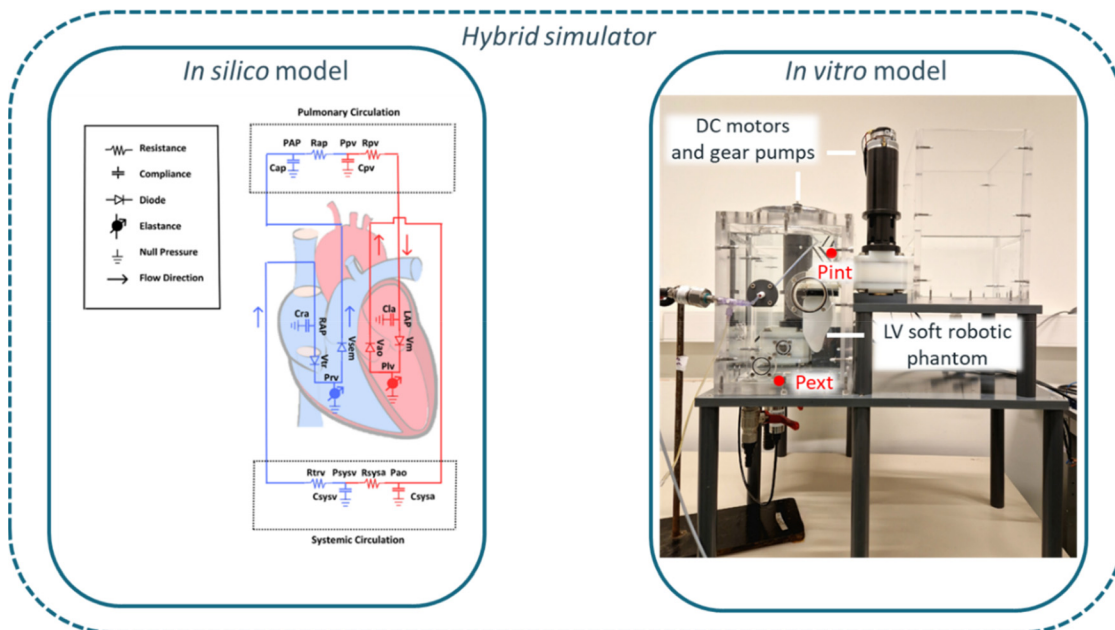 Hybrid simulator
In silico model
Pulmonary Circulation
PAP Rap Ppv Rpv
Cap Cpv
Resistance
Compliance
Diode
Elastance
Null Pressure
Flow Direction
Cra
RAP
Vtr
Prv
Vsem
Vao
Cla
LAP
Vm
Plv
Rtrv Psysv Rsysa Pao
Csysv Csysa
Systemic Circulation
In vitro model
DC motors
and gear pumps
Pint
LV soft robotic
phantom
Pext